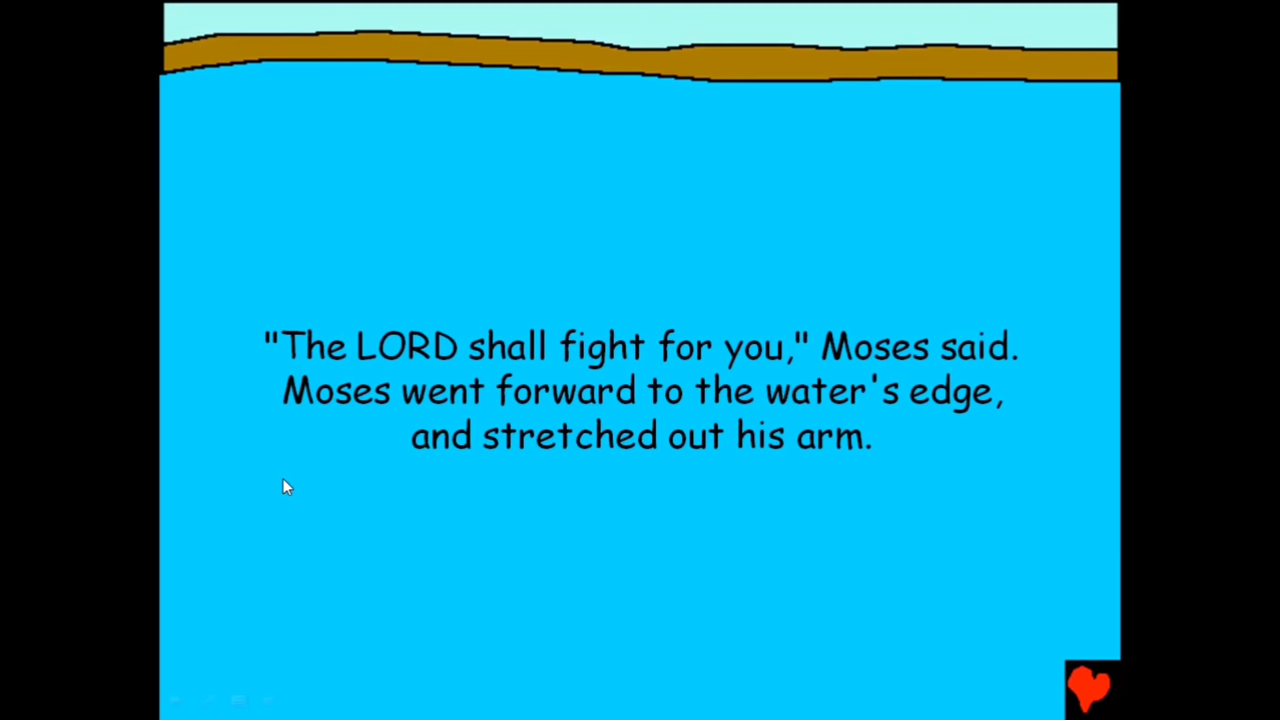 "The LORD shall fight for you," Moses said.
Moses went forward to the water's edge,
and stretched out his arm.